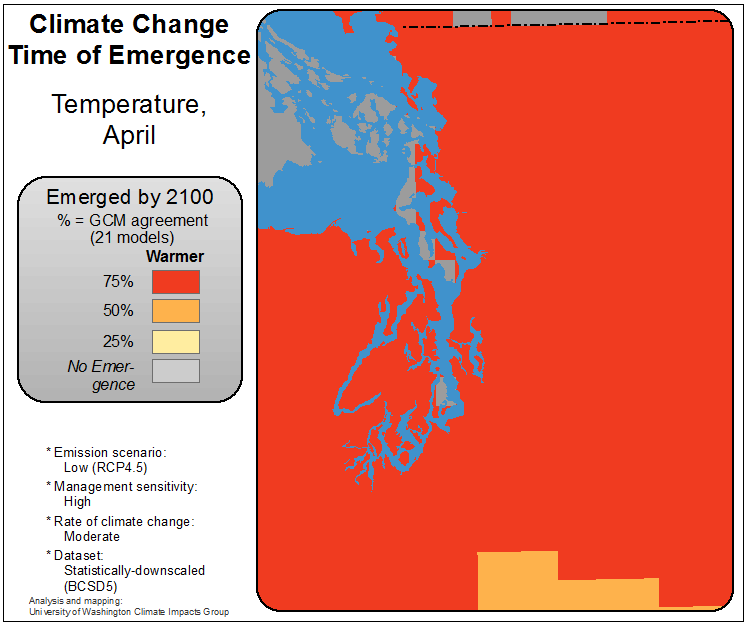 Climate Change
Time of Emergence
Temperature,
April
Emerged by 2100
% = GCM agreement
(21 models)
Warmer
75%
50%
25%
No Emer-
gence
* Emission scenario:
Low (RCP4.5)
* Management sensitivity:
High
* Rate of climate change:
Moderate
* Dataset:
Statistically-downscaled
(BCSD5)
Analysis and mapping:
University of Washington Climate Impacts Group